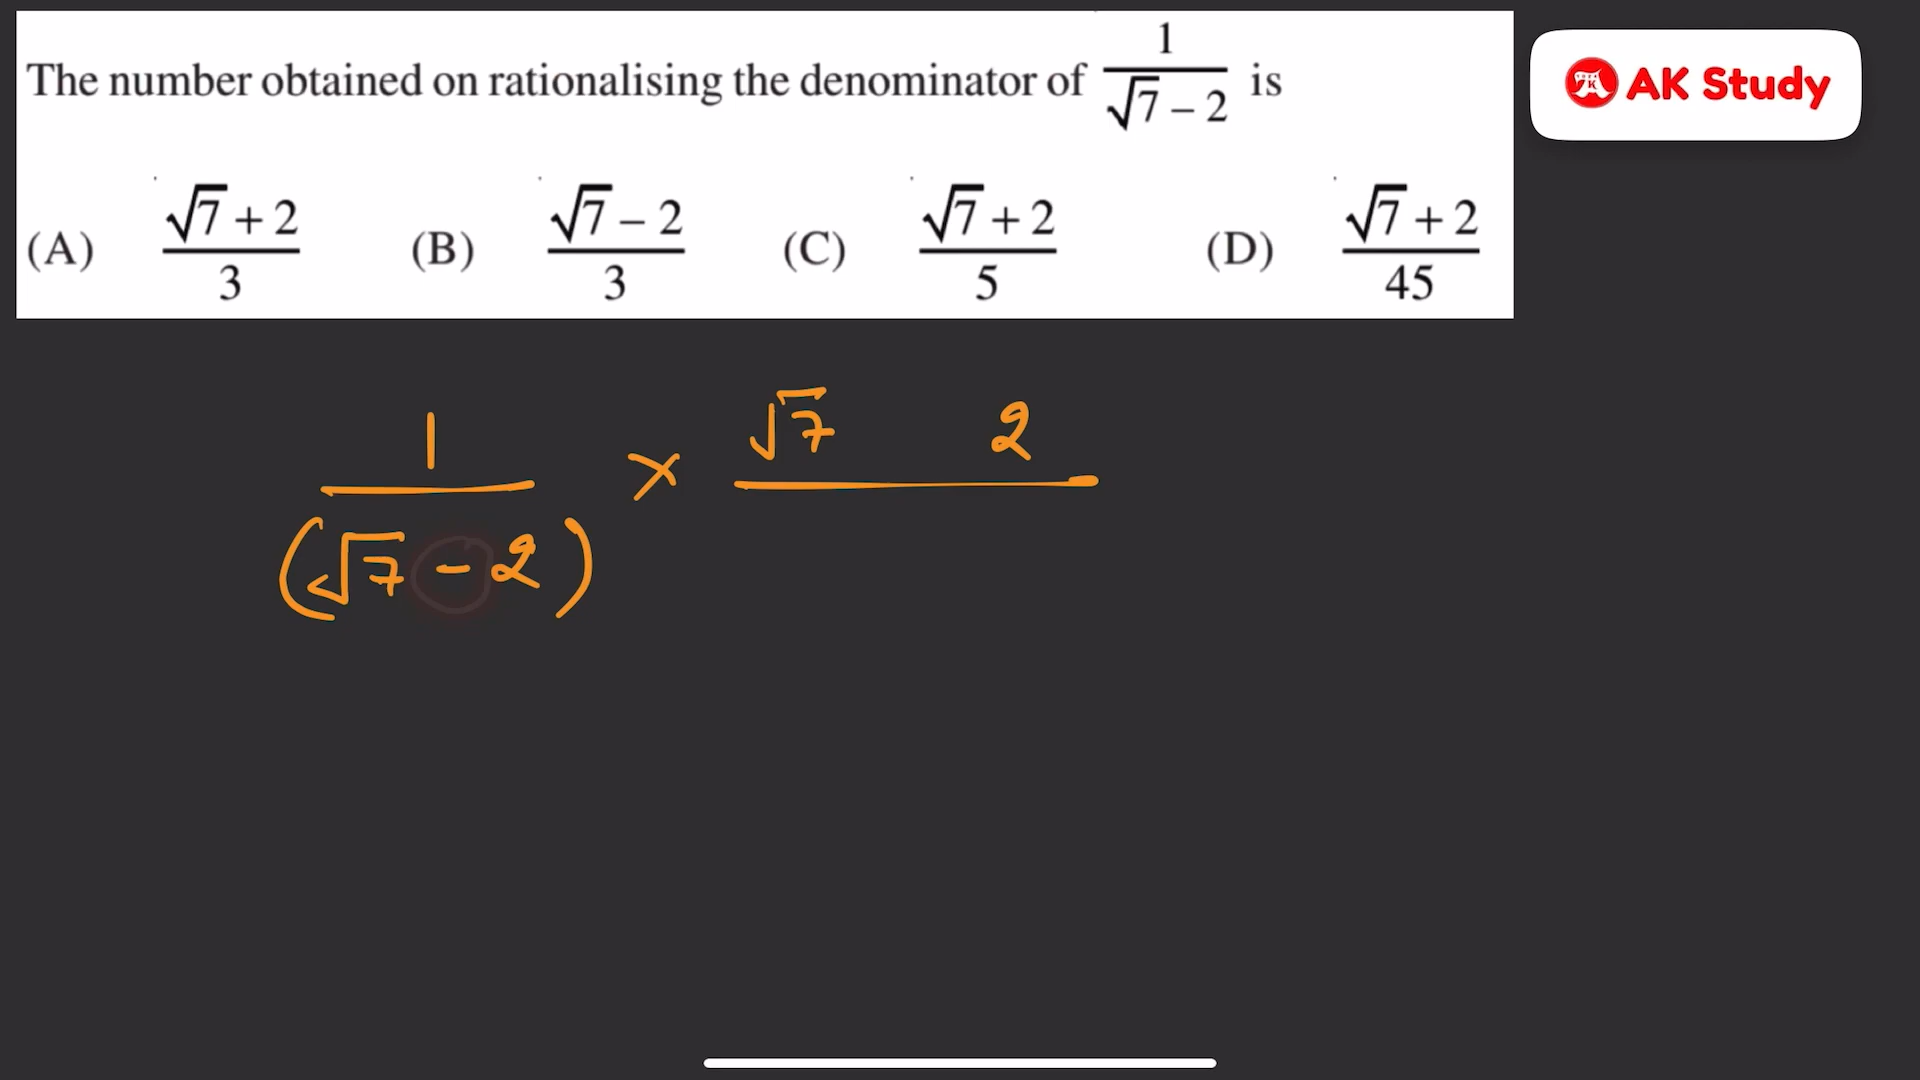 The number obtained on rationalising the denominator of 1/(√7 – 2) is
AK Study
(A) (√7 + 2)/3 (B) (√7 – 2)/3 (C) (√7 + 2)/5 (D) (√7 + 2)/45
1/(√7 - 2) × √7 2